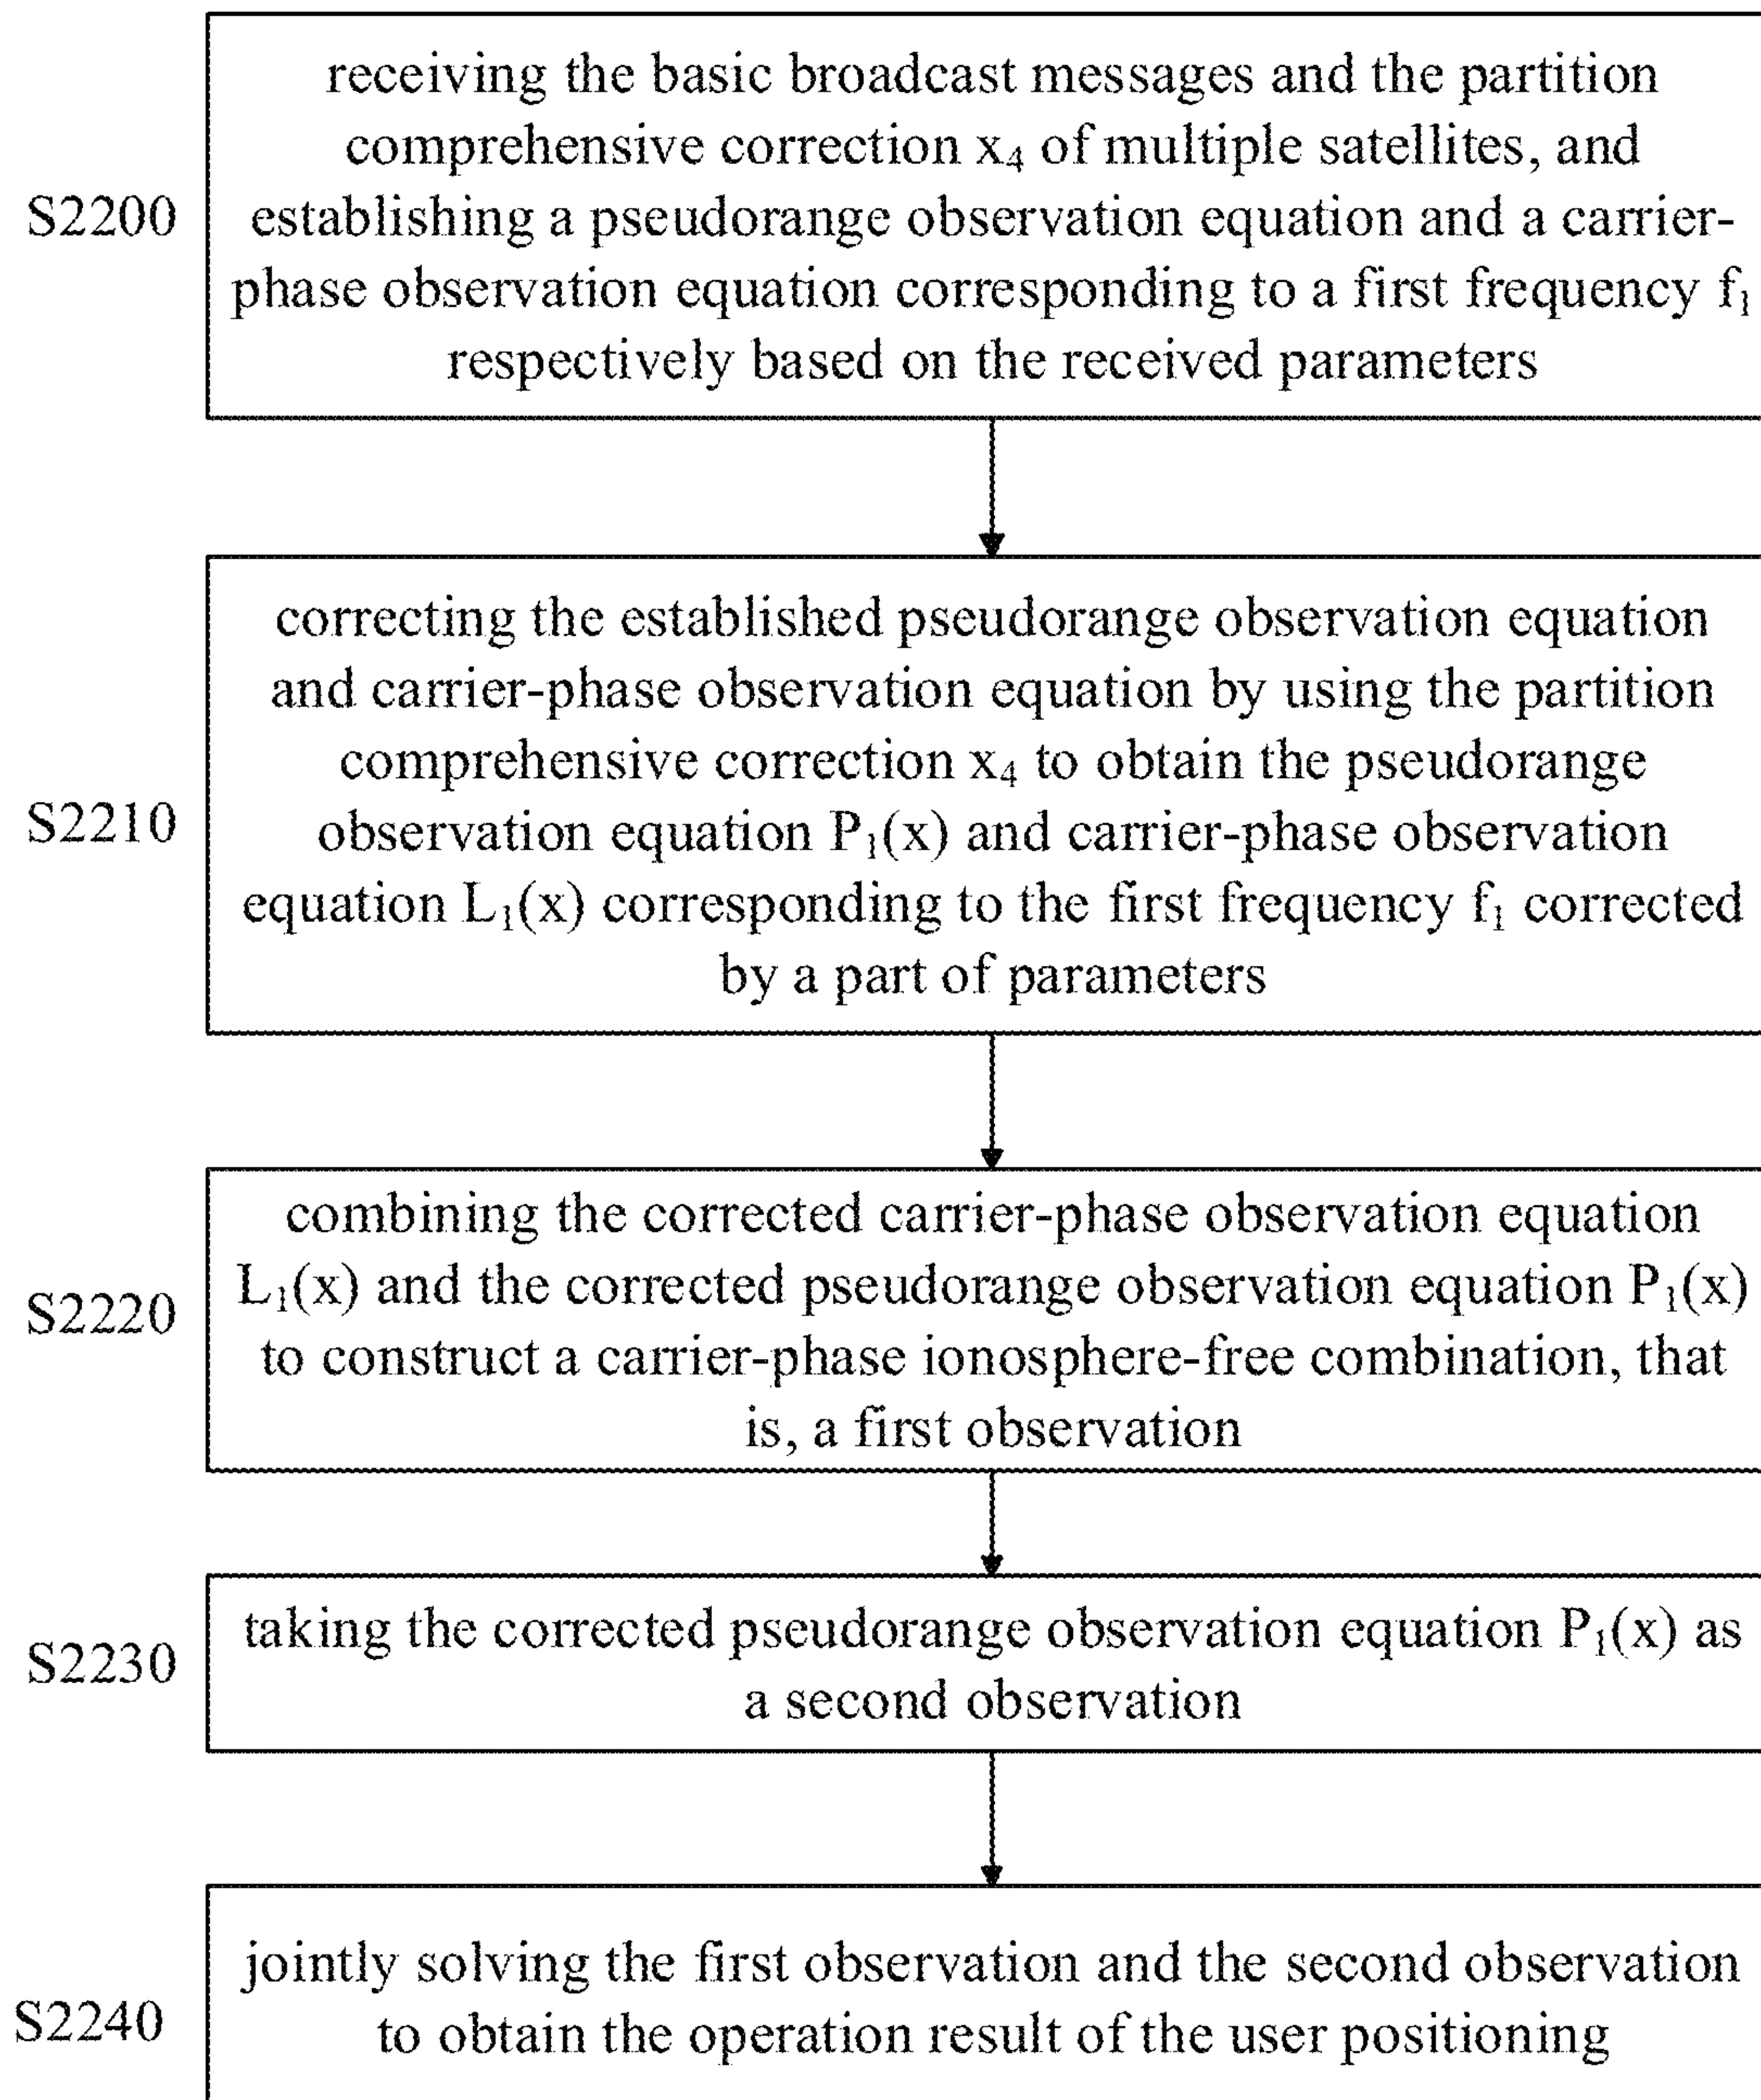 receiving the basic broadcast messages and the partition
comprehensive correction x₄ of multiple satellites, and
S2200
establishing a pseudorange observation equation and a carrier-
phase observation equation corresponding to a first frequency f₁
respectively based on the received parameters
correcting the established pseudorange observation equation
and carrier-phase observation equation by using the partition
comprehensive correction x₄ to obtain the pseudorange
S2210
observation equation P₁(x) and carrier-phase observation
equation L₁(x) corresponding to the first frequency f₁ corrected
by a part of parameters
combining the corrected carrier-phase observation equation
S2220
L₁(x) and the corrected pseudorange observation equation P₁(x)
to construct a carrier-phase ionosphere-free combination, that
is, a first observation
S2230
taking the corrected pseudorange observation equation P₁(x) as
a second observation
S2240
jointly solving the first observation and the second observation
to obtain the operation result of the user positioning